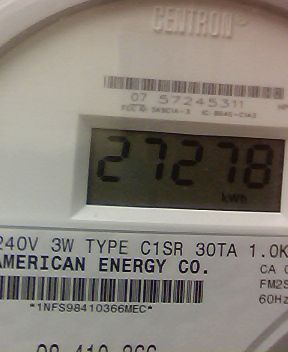 CENTRON
07 57245311
27278
kWh
240V 3W TYPE C1SR 30TA 1.0K
AMERICAN ENERGY CO.
CA
FM2S
60Hz
*1NFS98410366MEC*